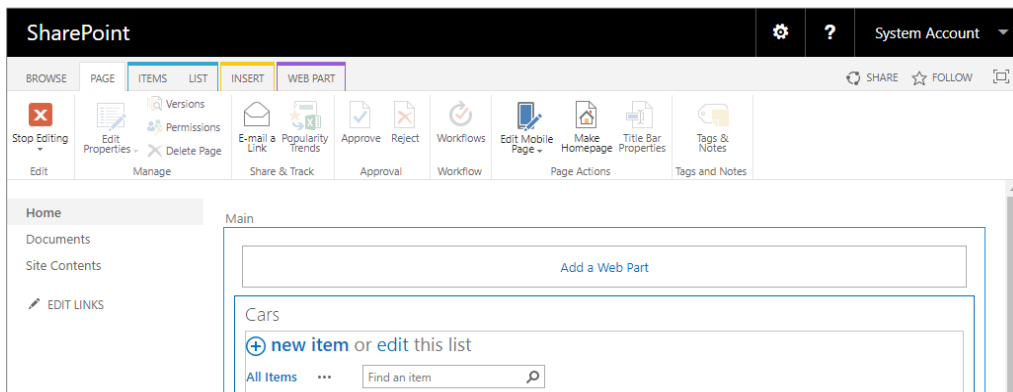 SharePoint
? System Account
BROWSE PAGE ITEMS LIST INSERT WEB PART SHARE FOLLOW
Stop Editing
Edit
Edit Properties
Versions
Permissions
Delete Page
Manage
E-mail a Link
Popularity Trends
Share & Track
Approve Reject
Approval
Workflows
Workflow
Edit Mobile Page
Make Homepage
Title Bar Properties
Page Actions
Tags & Notes
Tags and Notes
Home
Documents
Site Contents
EDIT LINKS
Main
Add a Web Part
Cars
new item or edit this list
All Items ••• Find an item